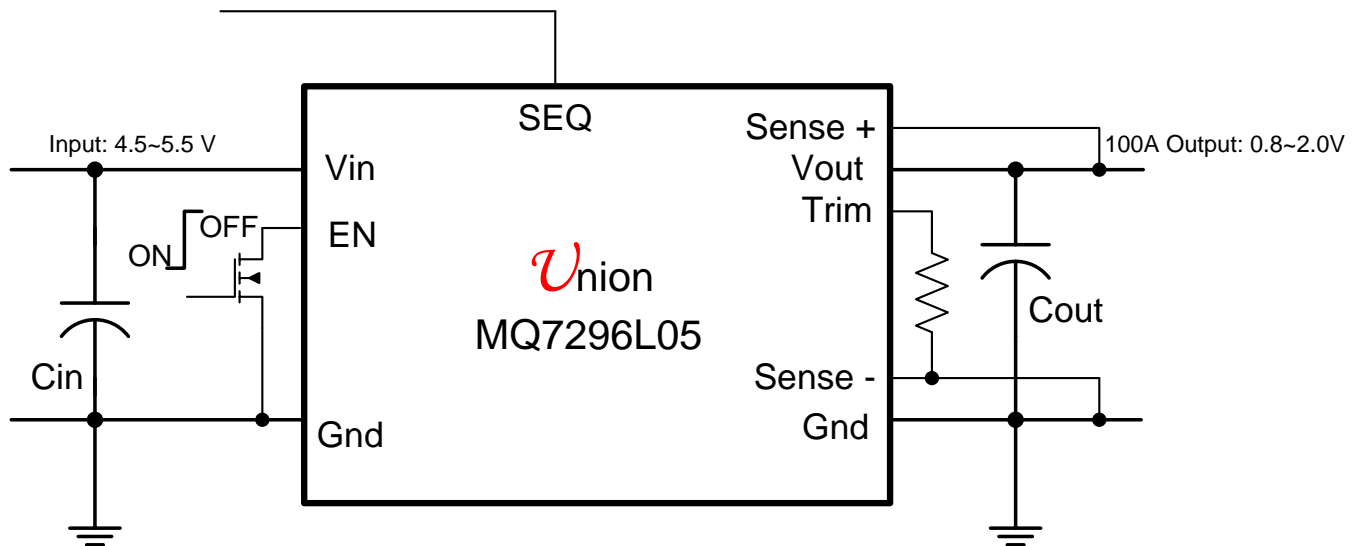 SEQ
Sense +
Input: 4.5~5.5 V
100A Output: 0.8~2.0V
Vin
Vout
Trim
OFF
EN
ON
Union
MQ7296L05
Cout
Cin
Sense -
Gnd
Gnd